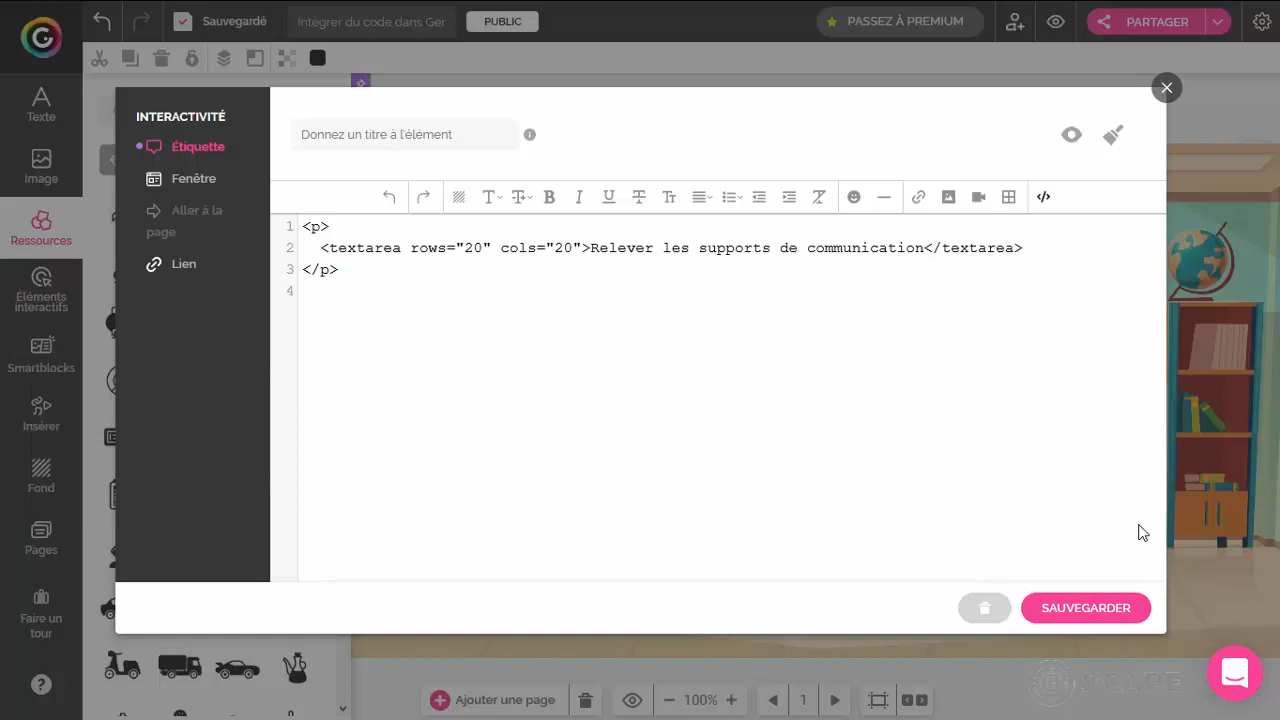 Sauvegardé
Intégrer du code dans Ger
PUBLIC
PASSEZ À PREMIUM
PARTAGER
Texte
Image
Ressources
Éléments
interactifs
Smartblocks
Insérer
Fond
Pages
Faire un
tour
?
INTERACTIVITÉ
Étiquette
Fenêtre
Aller à la
page
Lien
Donnez un titre à l'élément
1 <p>
2 <textarea rows="20" cols="20">Relever les supports de communication</textarea>
3 </p>
4
SAUVEGARDER
Ajouter une page
100%
1
S'CAPE